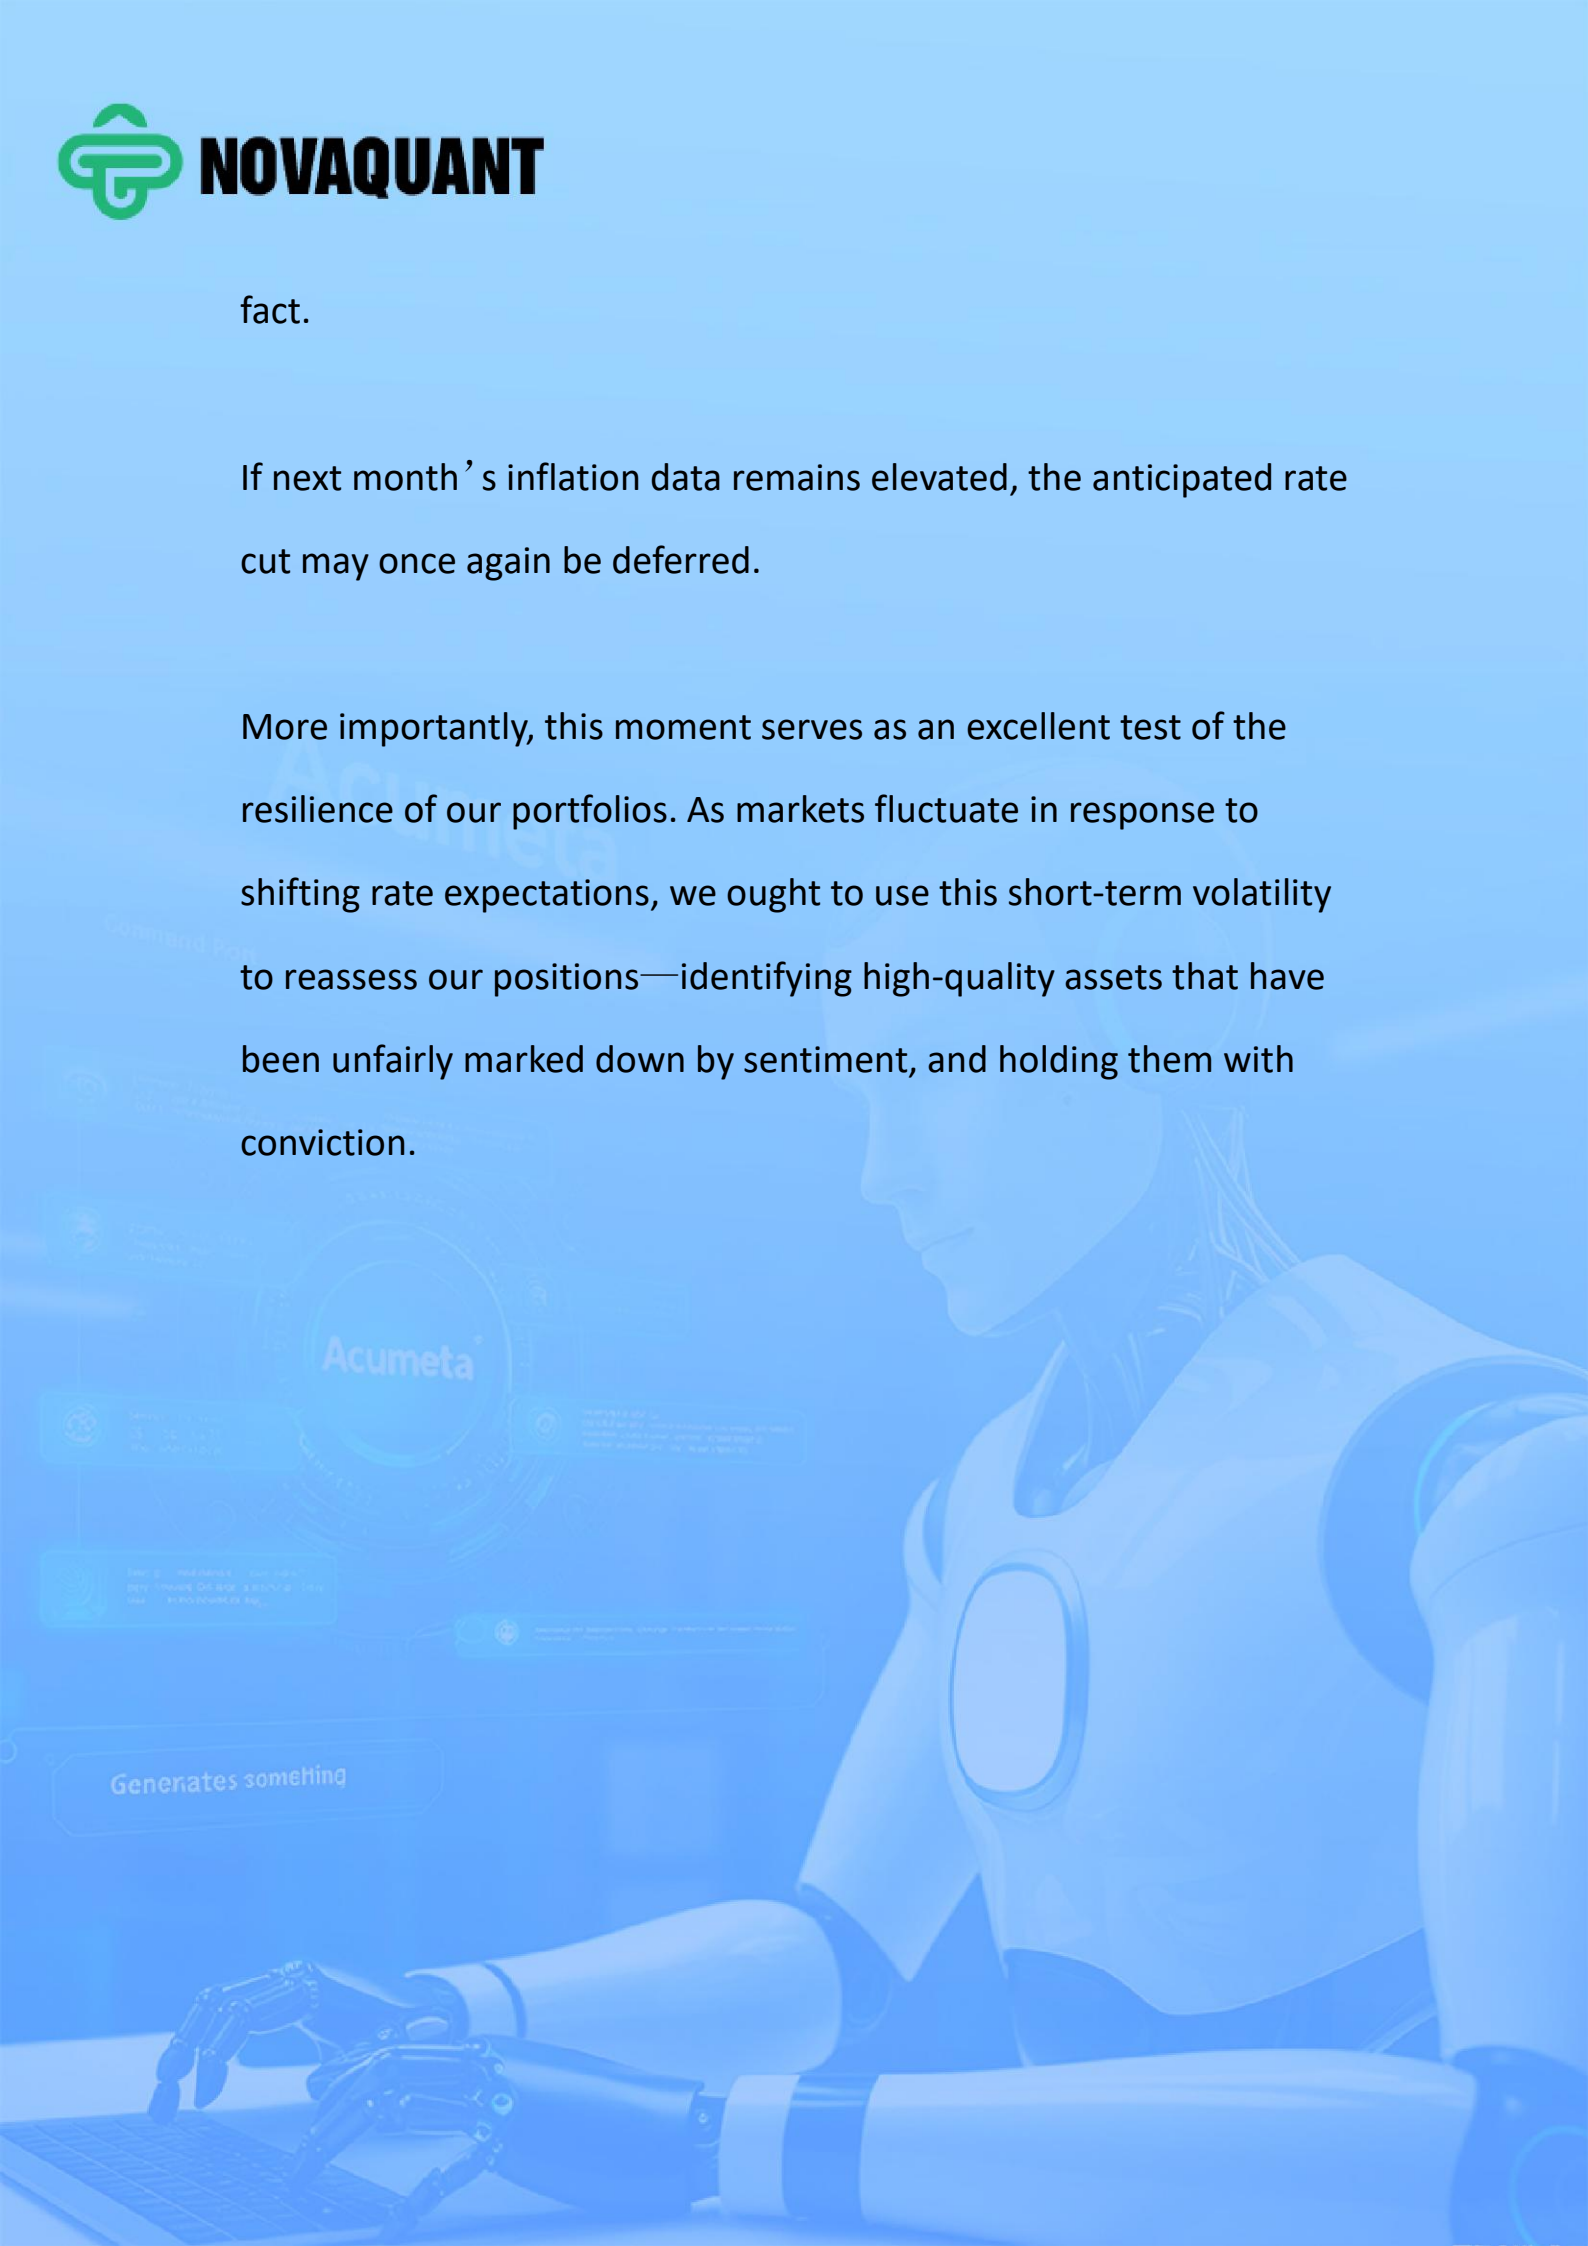 NOVAQUANT
fact.
If next month’s inflation data remains elevated, the anticipated rate
cut may once again be deferred.
More importantly, this moment serves as an excellent test of the
resilience of our portfolios. As markets fluctuate in response to
shifting rate expectations, we ought to use this short-term volatility
to reassess our positions—identifying high-quality assets that have
been unfairly marked down by sentiment, and holding them with
conviction.
Acumeta
Acumeta
Generates somethinq